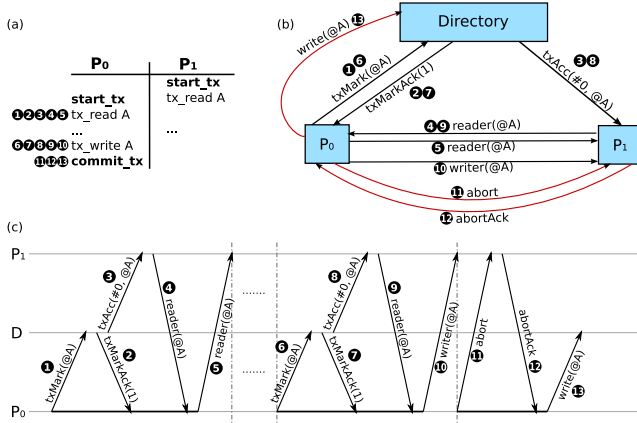 (a)
P₀ P₁
start_tx
start_tx tx_read A
❶❷❸❹❺ tx_read A
... ...
❻❼❽❾❿ tx_write A
⓫⓬⓭ commit_tx
(b)
Directory
write(@A) ⓭
❶❻ txMark(@A)
❷❼ txMarkAck(1)
❸❽ txAcc(#0, @A)
P₀
P₁
❹❾ reader(@A)
❺ reader(@A)
❿ writer(@A)
⓫ abort
⓬ abortAck
(c)
P₁
D
P₀
❶ txMark(@A)
❷ txMarkAck(1)
❸ txAcc(#0, @A)
❹ reader(@A)
❺ reader(@A)
.......
.......
❻ txMark(@A)
❼ txMarkAck(1)
❽ txAcc(#0, @A)
❾ reader(@A)
❿ writer(@A)
⓫ abort
⓬ abortAck
⓭ write(@A)